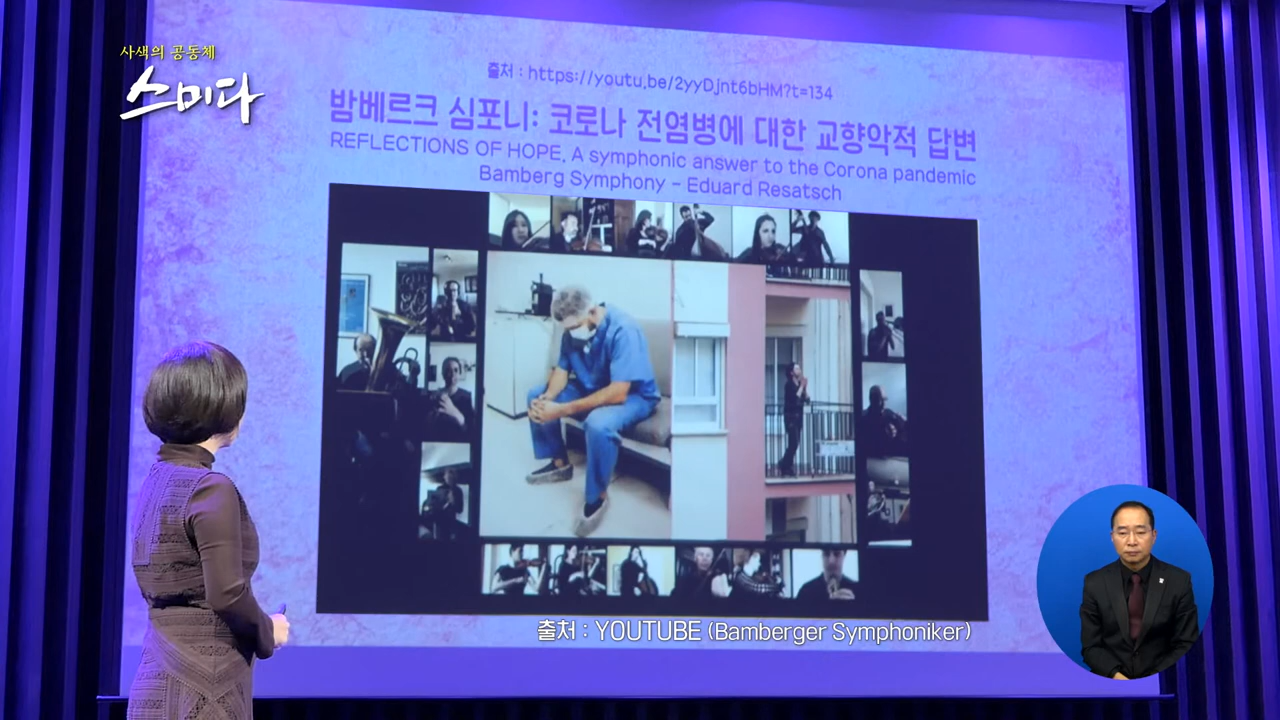 사색의 공동체
스미다
출처 : https://youtu.be/2yyDjnt6bHM?t=134
밤베르크 심포니: 코로나 전염병에 대한 교향악적 답변
REFLECTIONS OF HOPE. A symphonic answer to the Corona pandemic
Bamberg Symphony - Eduard Resatsch
출처 : YOUTUBE (Bamberger Symphoniker)